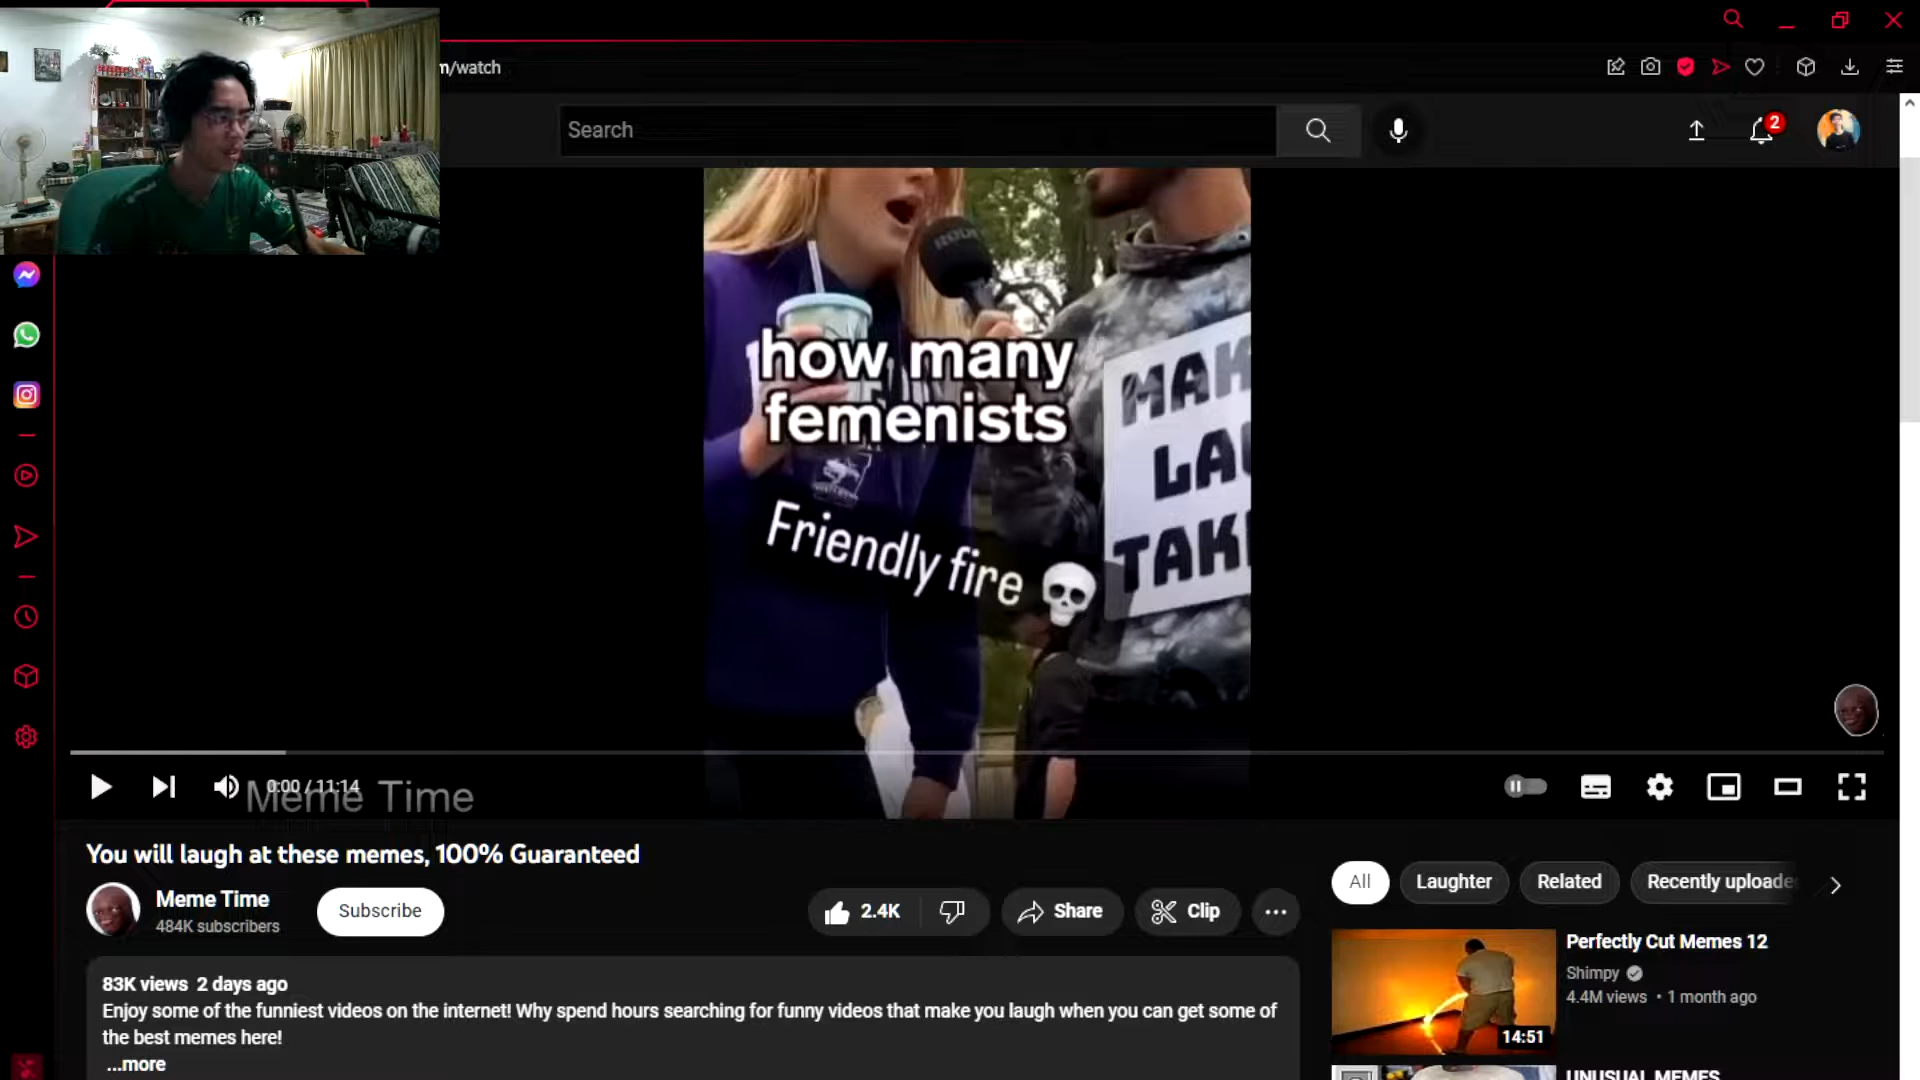 m/watch
Search
2
RODE
how many
femenists
Friendly fire 💀
MAK
LAU
TAK
0:00 / 11:14
Meme Time
You will laugh at these memes, 100% Guaranteed
Meme Time
484K subscribers
Subscribe
2.4K
Share
Clip
83K views 2 days ago
Enjoy some of the funniest videos on the internet! Why spend hours searching for funny videos that make you laugh when you can get some of
the best memes here!
...more
All
Laughter
Related
Recently uploade
14:51
Perfectly Cut Memes 12
Shimpy
4.4M views • 1 month ago
UNUSUAL MEMES